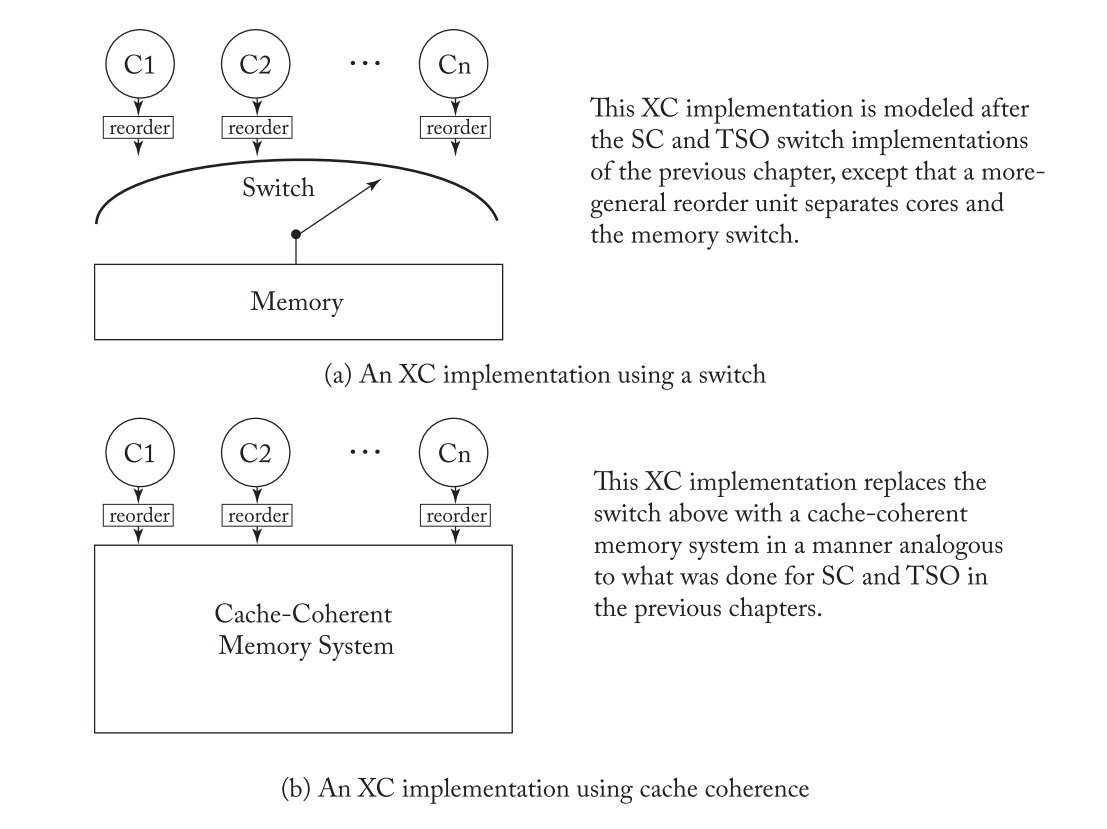 C1 C2 ··· Cn
reorder reorder reorder
Switch
Memory
This XC implementation is modeled after
the SC and TSO switch implementations
of the previous chapter, except that a more-
general reorder unit separates cores and
the memory switch.
(a) An XC implementation using a switch
C1 C2 ··· Cn
reorder reorder reorder
Cache-Coherent
Memory System
This XC implementation replaces the
switch above with a cache-coherent
memory system in a manner analogous
to what was done for SC and TSO in
the previous chapters.
(b) An XC implementation using cache coherence